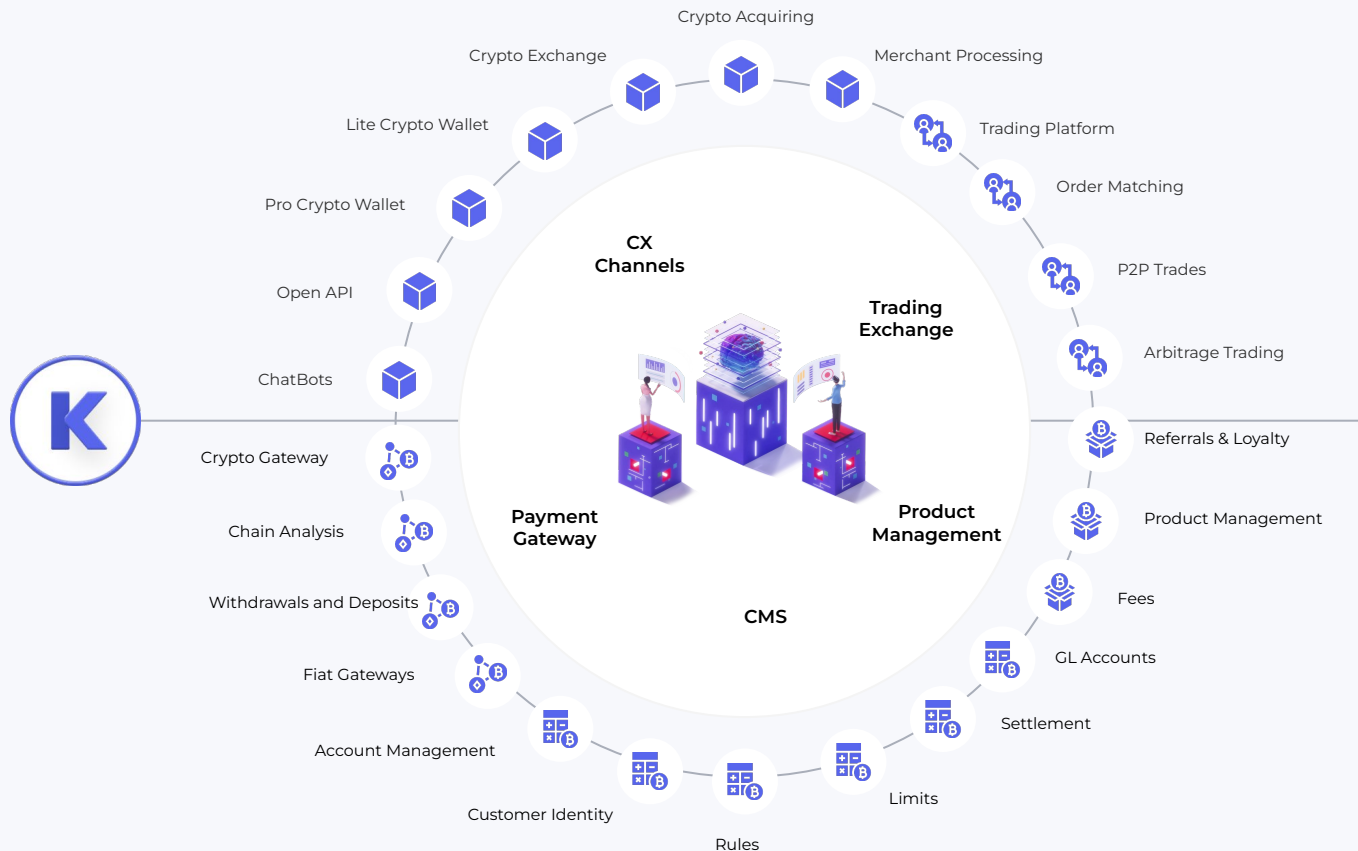 Crypto Acquiring
Crypto Exchange
Merchant Processing
Lite Crypto Wallet
Trading Platform
Pro Crypto Wallet
Order Matching
CX
Channels
Open API
P2P Trades
Trading
Exchange
ChatBots
Arbitrage Trading
K
Crypto Gateway
Referrals & Loyalty
Chain Analysis
Payment
Gateway
Product
Management
Product Management
Withdrawals and Deposits
CMS
Fees
Fiat Gateways
GL Accounts
Account Management
Settlement
Customer Identity
Limits
Rules